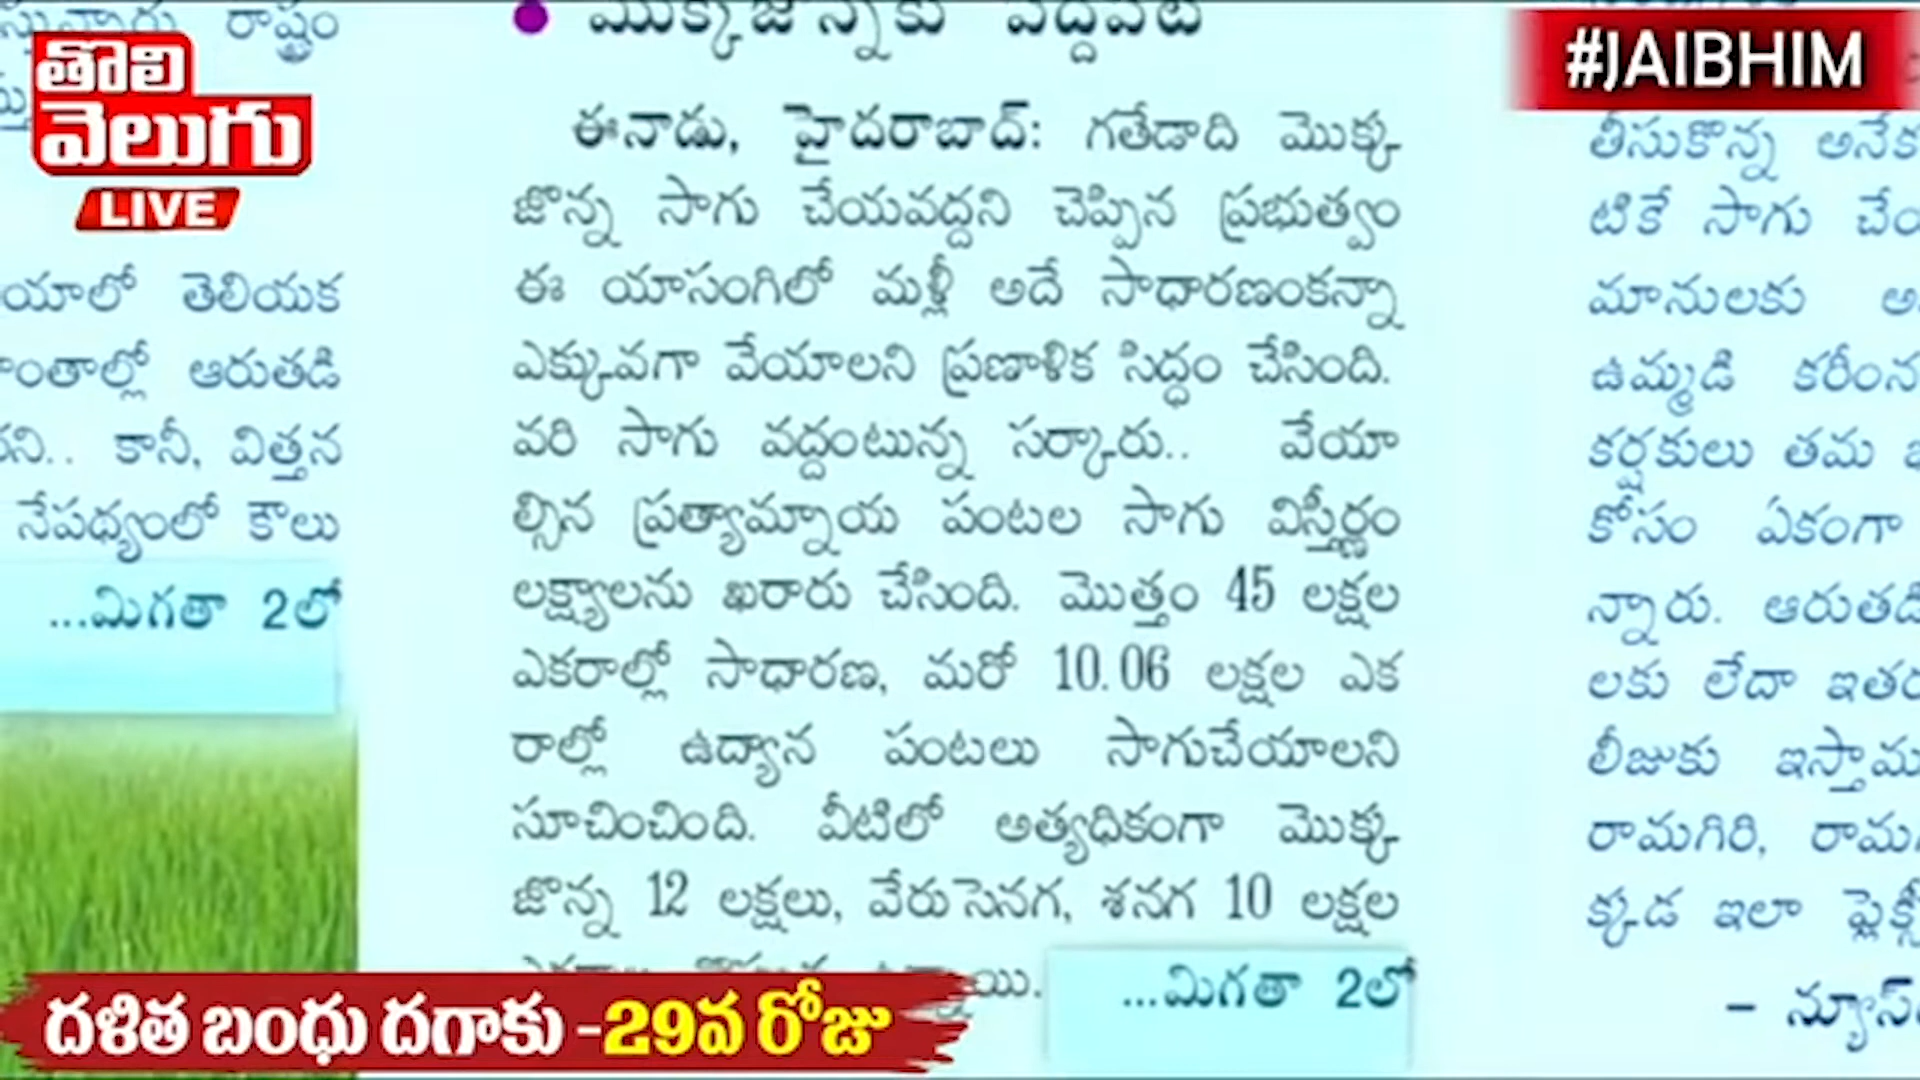 తొలి
వెలుగు
LIVE
#JAIBHIM
రాష్ట్రం
తెలియక
ఆరుతడి
కానీ, విత్తన
నేపథ్యంలో కౌలు
...మిగతా 2లో
మొక్కజొన్నకు పెద్దపీట
ఈనాడు, హైదరాబాద్: గతేడాది మొక్క
జొన్న సాగు చేయవద్దని చెప్పిన ప్రభుత్వం
ఈ యాసంగిలో మళ్లీ అదే సాధారణంకన్నా
ఎక్కువగా వేయాలని ప్రణాళిక సిద్ధం చేసింది.
వరి సాగు వద్దంటున్న సర్కారు.. వేయా
ల్సిన ప్రత్యామ్నాయ పంటల సాగు విస్తీర్ణం
లక్ష్యాలను ఖరారు చేసింది. మొత్తం 45 లక్షల
ఎకరాల్లో సాధారణ, మరో 10.06 లక్షల ఎక
రాల్లో ఉద్యాన పంటలు సాగుచేయాలని
సూచించింది. వీటిలో అత్యధికంగా మొక్క
జొన్న 12 లక్షలు, వేరుసెనగ, శనగ 10 లక్షల
...మిగతా 2లో
తీసుకొన్న
టికే సాగు
మానులకు
ఉమ్మడి
కర్షకులు తమ
కోసం ఏకంగా
న్నారు.
లకు లేదా
లీజుకు
రామగిరి,
క్కడ ఇలా
దళిత బంధు దగాకు -29వ రోజు